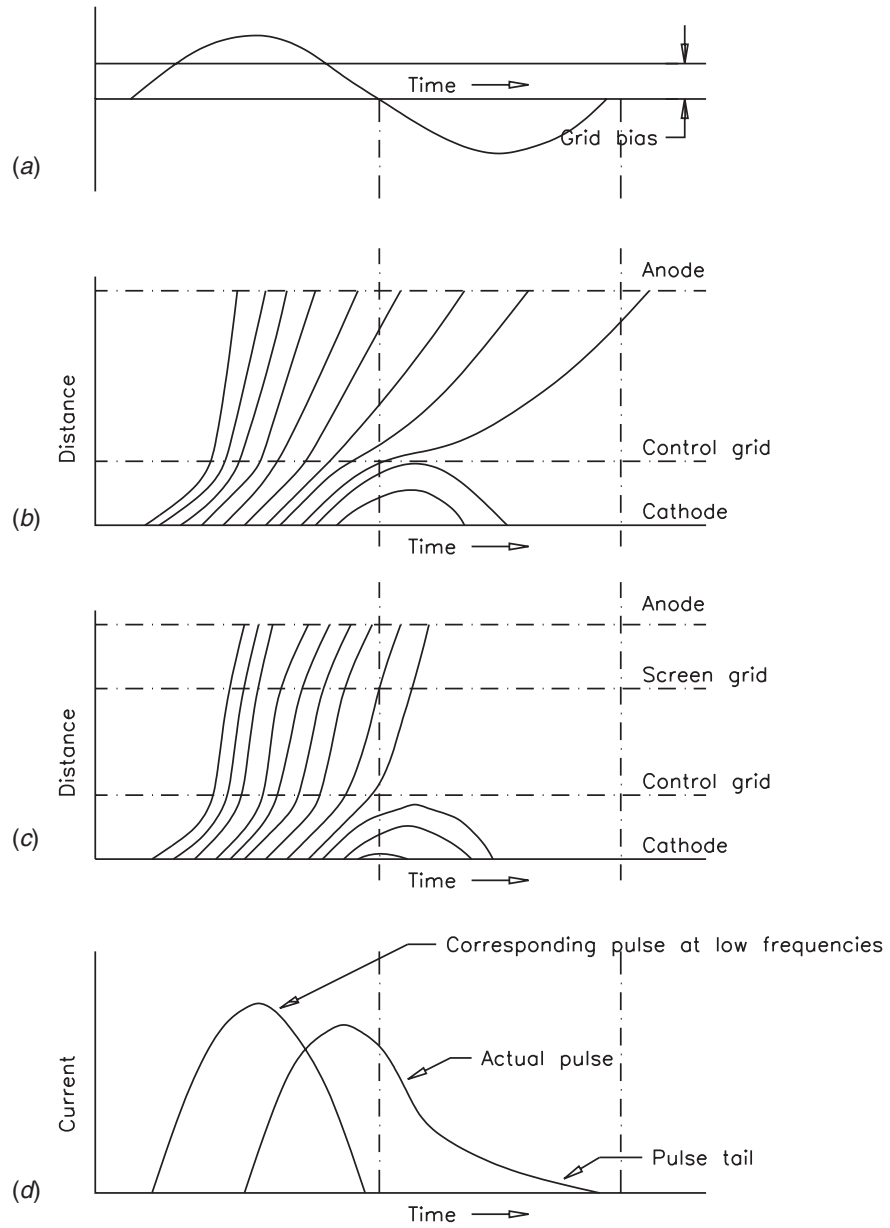 Time
Grid bias
(a)
Anode
Distance
Control grid
(b)
Cathode
Time
Anode
Screen grid
Distance
Control grid
(c)
Cathode
Time
Corresponding pulse at low frequencies
Actual pulse
Current
Pulse tail
(d)
Time